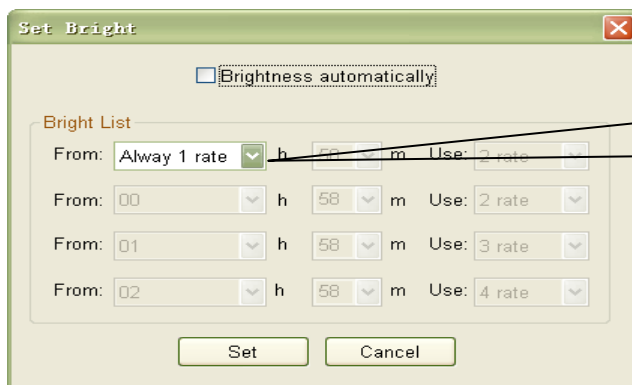 Set Bright
Brightness automatically
Bright List
From: Alway 1 rate h 58 m Use: 2 rate
From: 00 h 58 m Use: 2 rate
From: 01 h 58 m Use: 3 rate
From: 02 h 58 m Use: 4 rate
Set Cancel